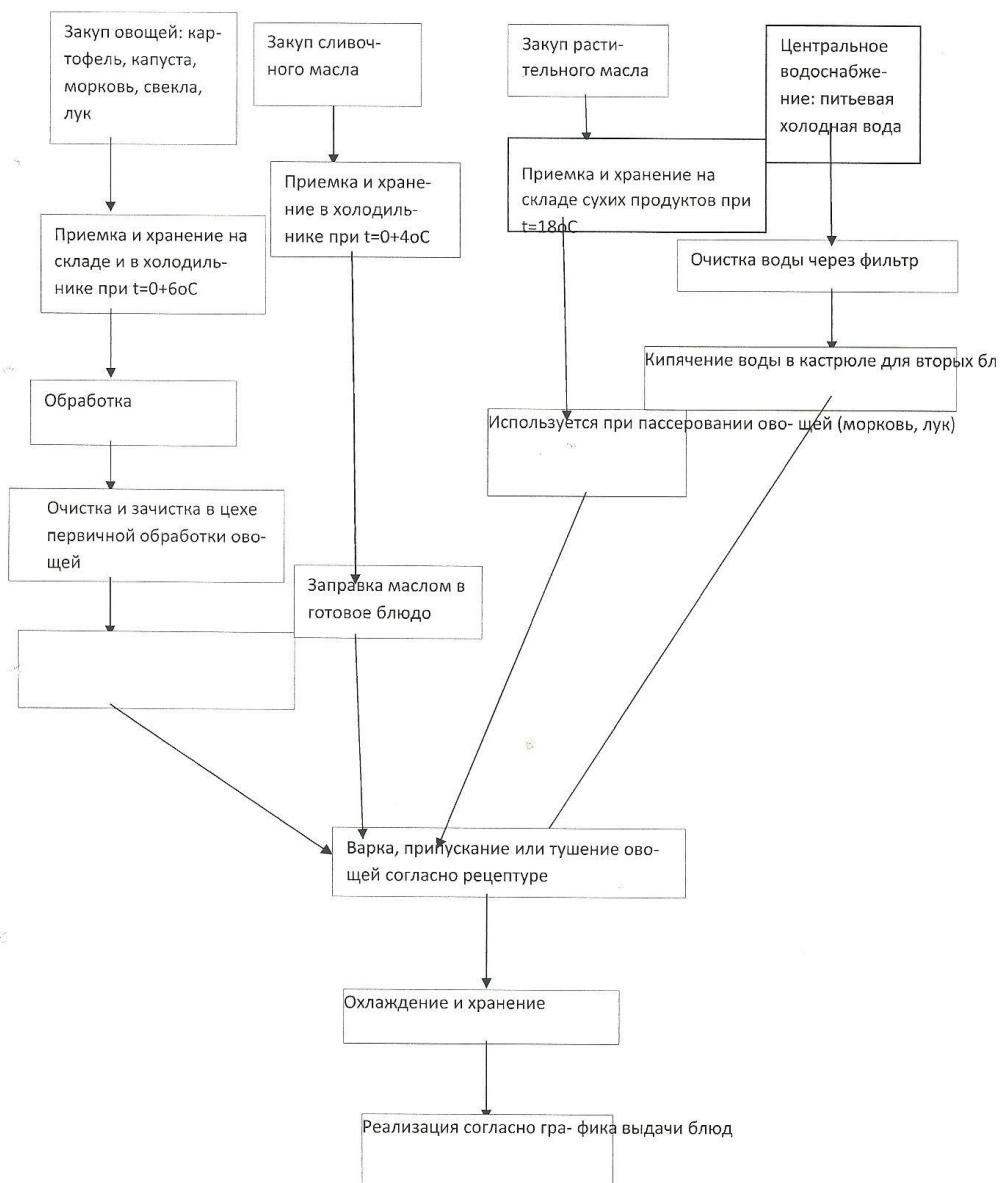 Закуп овощей: кар-
тофель, капуста,
морковь, свекла,
лук
Закуп сливоч-
ного масла
Закуп расти-
тельного масла
Центральное
водоснабже-
ние: питьевая
холодная вода
Приемка и хранение на
складе и в холодиль-
нике при t=0+6оС
Приемка и хране-
ние в холодиль-
нике при t=0+4оС
Приемка и хранение на
складе сухих продуктов при
t=18оС
Очистка воды через фильтр
Кипячение воды в кастрюле для вторых бл
Обработка
Используется при пассеровании ово- щей (морковь, лук)
Очистка и зачистка в цехе
первичной обработки ово-
щей
Заправка маслом в
готовое блюдо
Варка, припускание или тушение ово-
щей согласно рецептуре
Охлаждение и хранение
Реализация согласно гра- фика выдачи блюд